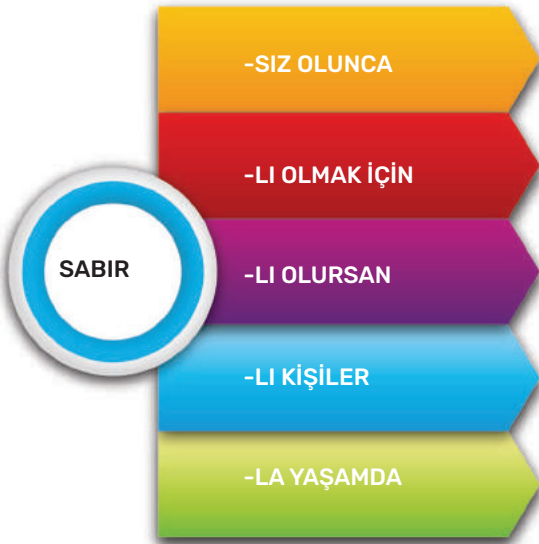 SABIR
-SIZ OLUNCA
-LI OLMAK İÇİN
-LI OLURSAN
-LI KİŞİLER
-LA YAŞAMDA